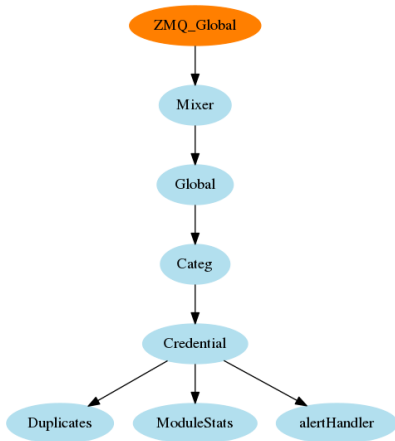 ZMQ_Global
Mixer
Global
Categ
Credential
Duplicates
ModuleStats
alertHandler